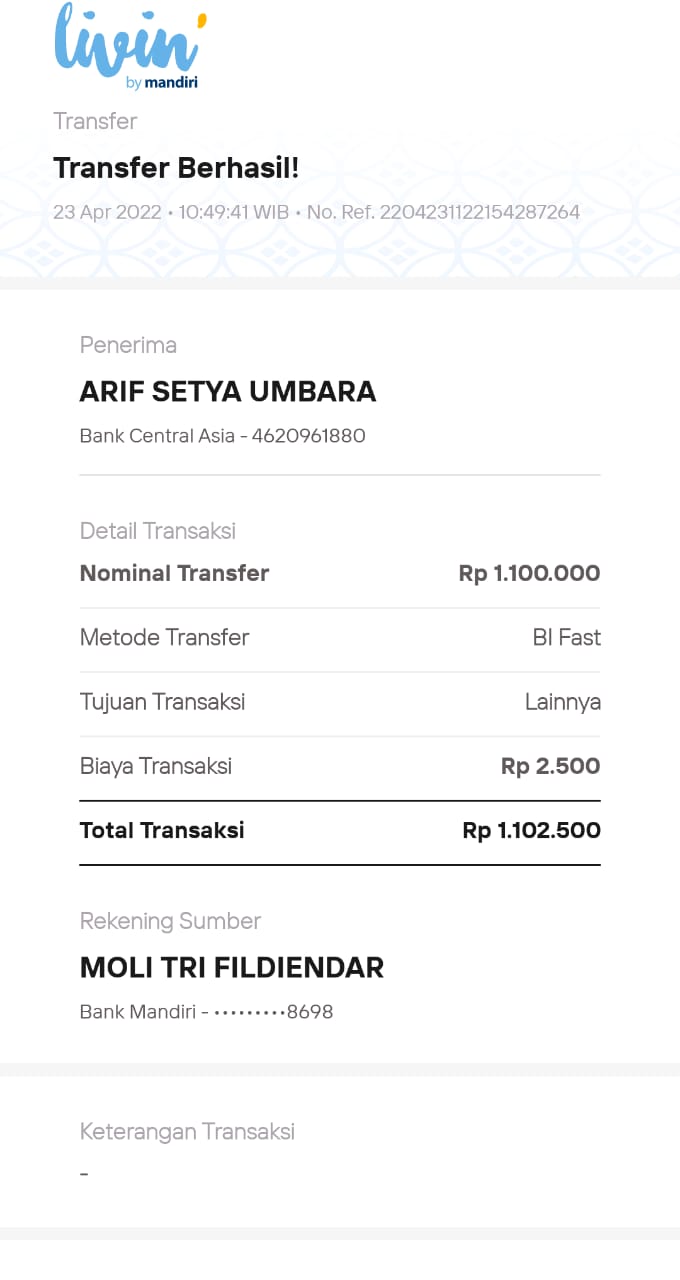 livin'
by mandiri
Transfer
Transfer Berhasil!
23 Apr 2022 • 10:49:41 WIB • No. Ref. 2204231122154287264
Penerima
ARIF SETYA UMBARA
Bank Central Asia - 4620961880
Detail Transaksi
Nominal Transfer Rp 1.100.000
Metode Transfer BI Fast
Tujuan Transaksi Lainnya
Biaya Transaksi Rp 2.500
Total Transaksi Rp 1.102.500
Rekening Sumber
MOLI TRI FILDIENDAR
Bank Mandiri - •••••••••8698
Keterangan Transaksi
-